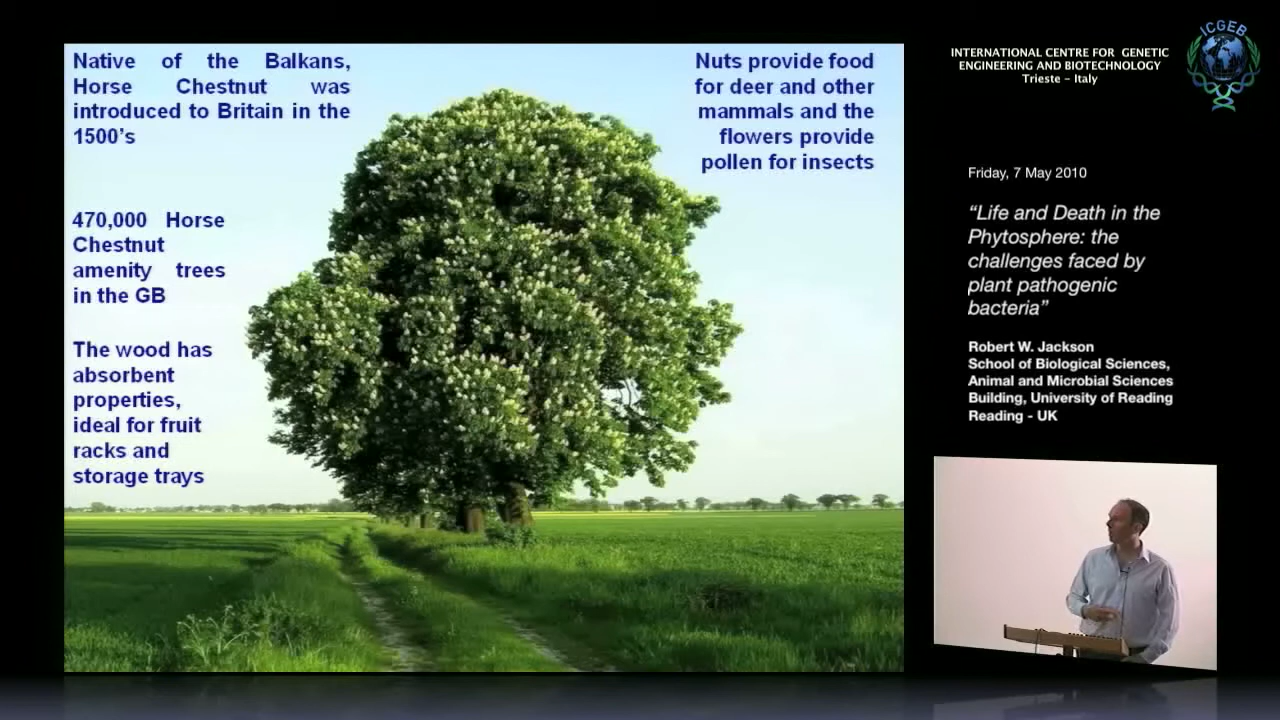 Native of the Balkans,
Horse Chestnut was
introduced to Britain in the
1500's
470,000 Horse
Chestnut
amenity trees
in the GB
The wood has
absorbent
properties,
ideal for fruit
racks and
storage trays
Nuts provide food
for deer and other
mammals and the
flowers provide
pollen for insects
INTERNATIONAL CENTRE FOR GENETIC
ENGINEERING AND BIOTECHNOLOGY
Trieste - Italy
ICGEB
Friday, 7 May 2010
“Life and Death in the
Phytosphere: the
challenges faced by
plant pathogenic
bacteria”
Robert W. Jackson
School of Biological Sciences,
Animal and Microbial Sciences
Building, University of Reading
Reading - UK